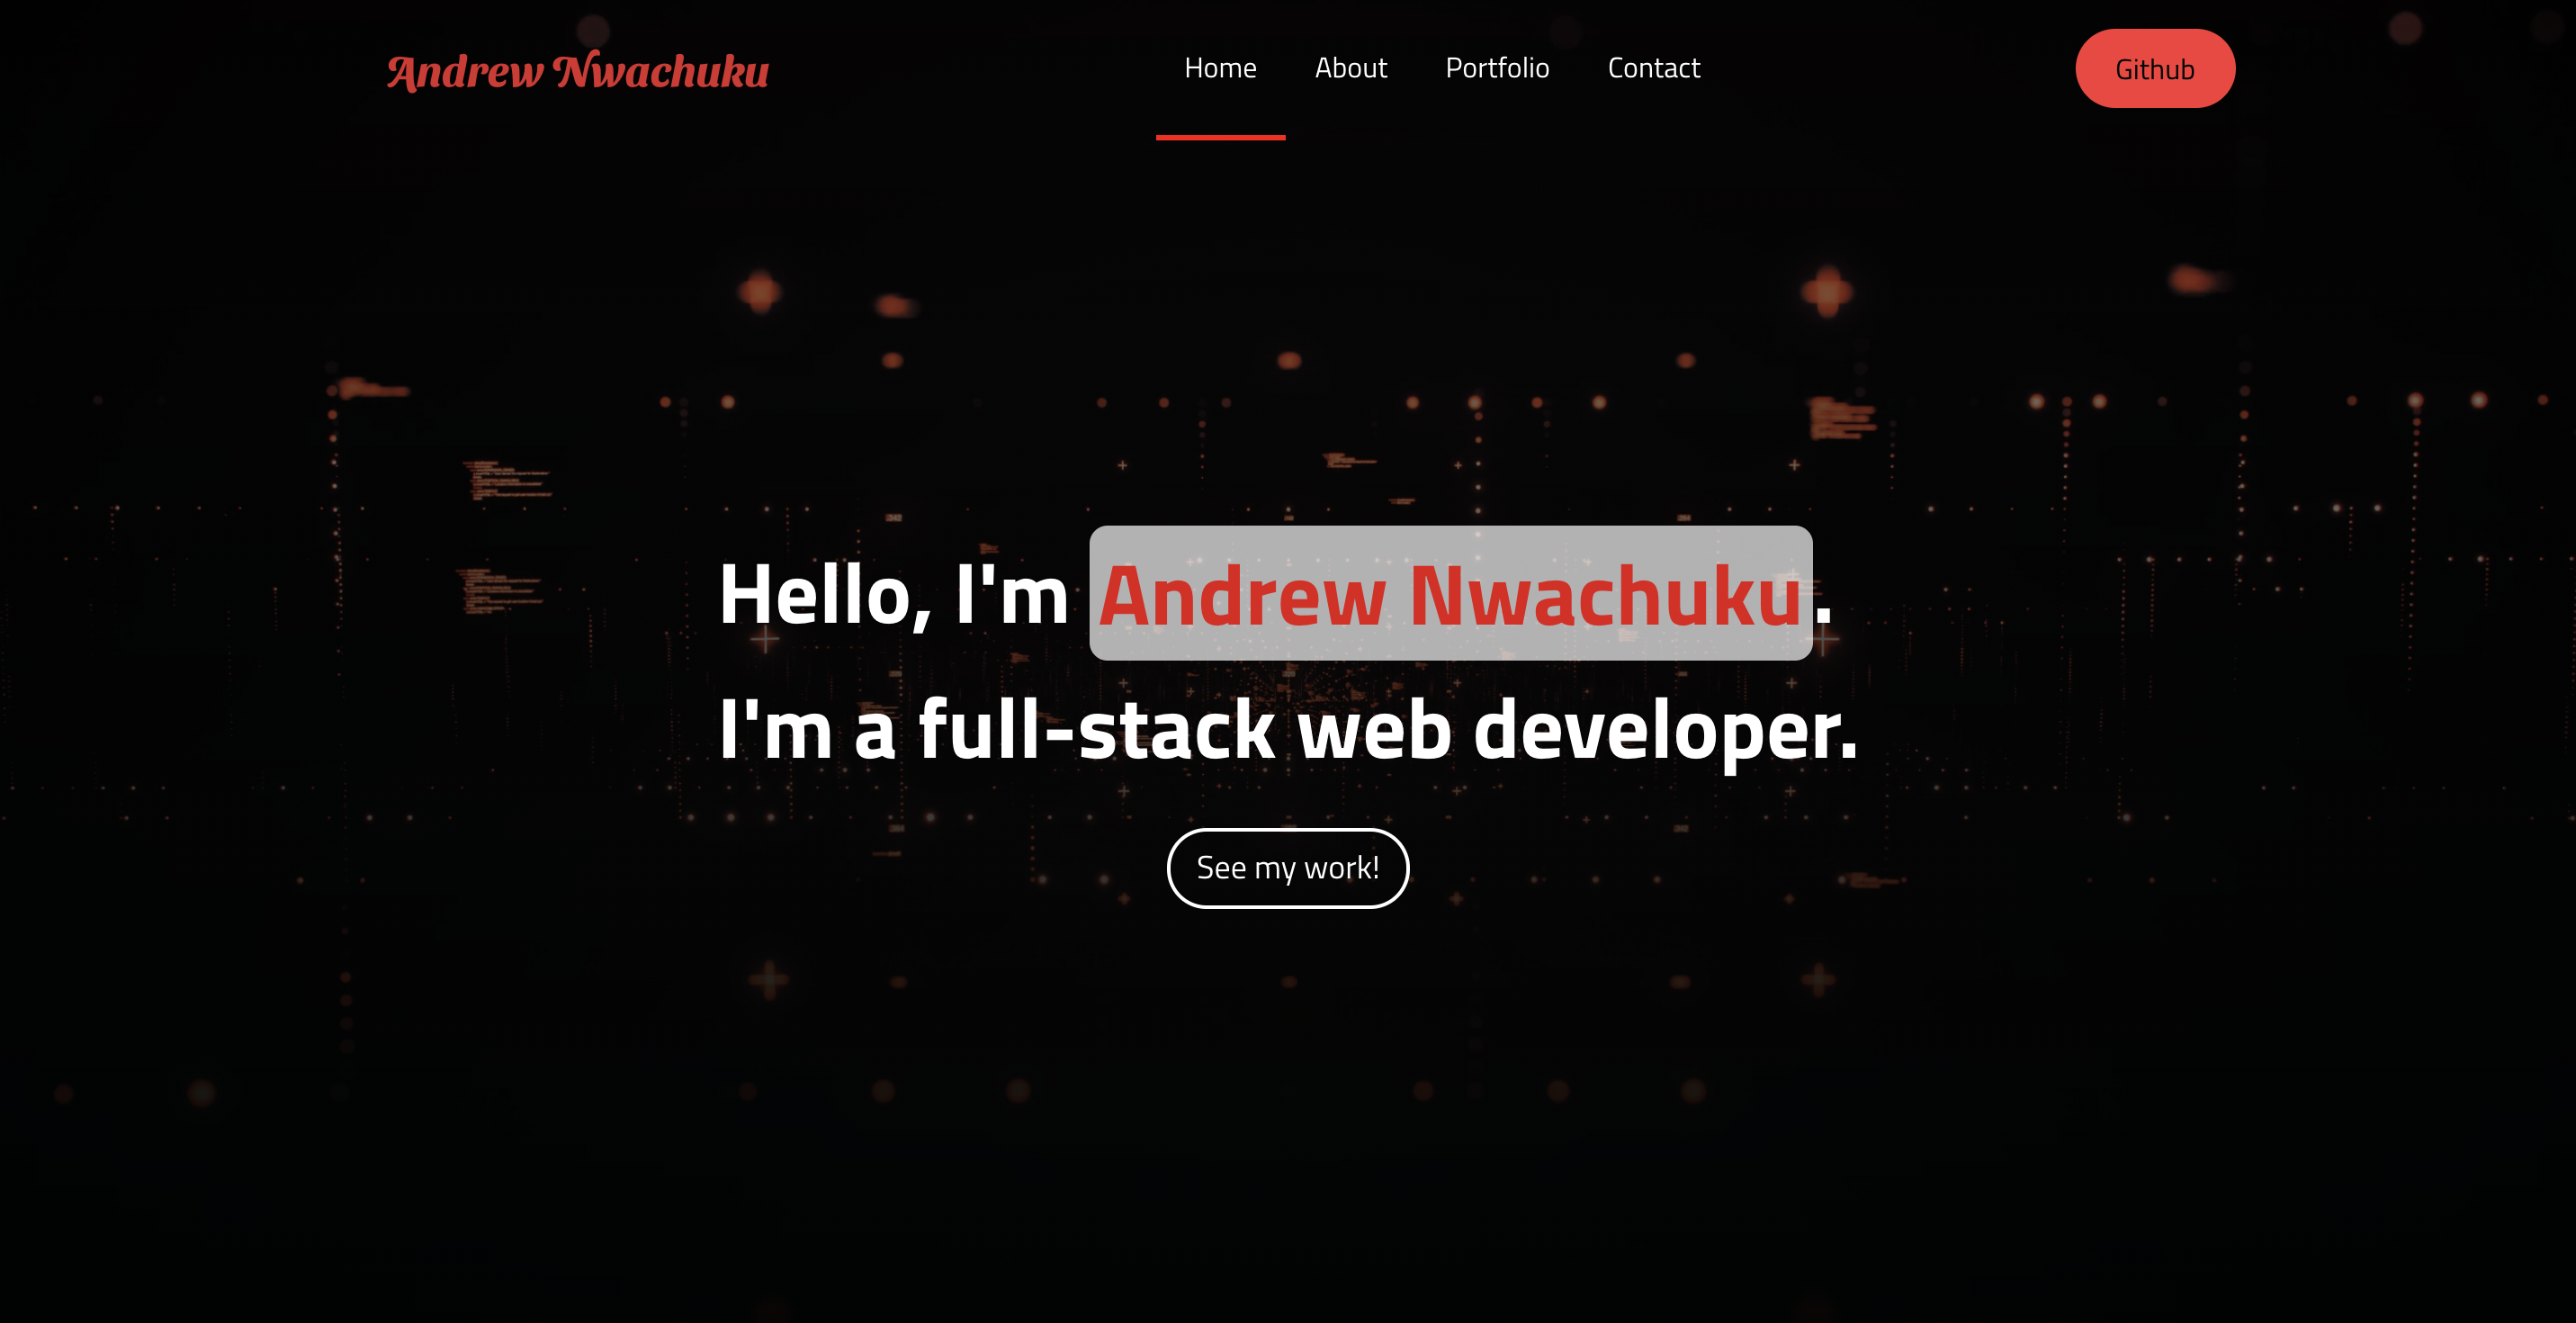 Andrew Nwachuku
Home About Portfolio Contact
Github
Hello, I'm Andrew Nwachuku.
I'm a full-stack web developer.
See my work!